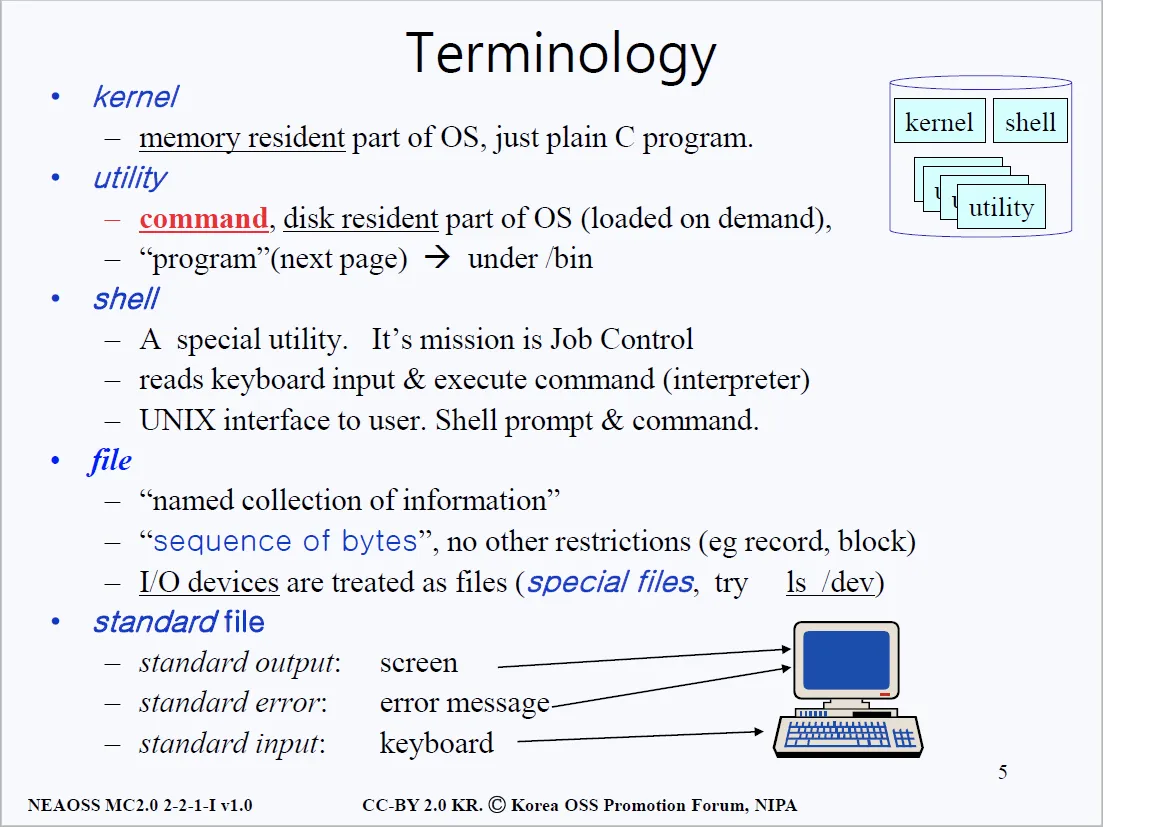 Terminology
• kernel
– memory resident part of OS, just plain C program.
• utility
– command, disk resident part of OS (loaded on demand),
– “program”(next page) → under /bin
• shell
– A special utility. It’s mission is Job Control
– reads keyboard input & execute command (interpreter)
– UNIX interface to user. Shell prompt & command.
• file
– “named collection of information”
– “sequence of bytes”, no other restrictions (eg record, block)
– I/O devices are treated as files (special files, try ls /dev)
• standard file
– standard output: screen
– standard error: error message
– standard input: keyboard
kernel shell
utility
5
NEAOSS MC2.0 2-2-1-I v1.0 CC-BY 2.0 KR. Ⓒ Korea OSS Promotion Forum, NIPA